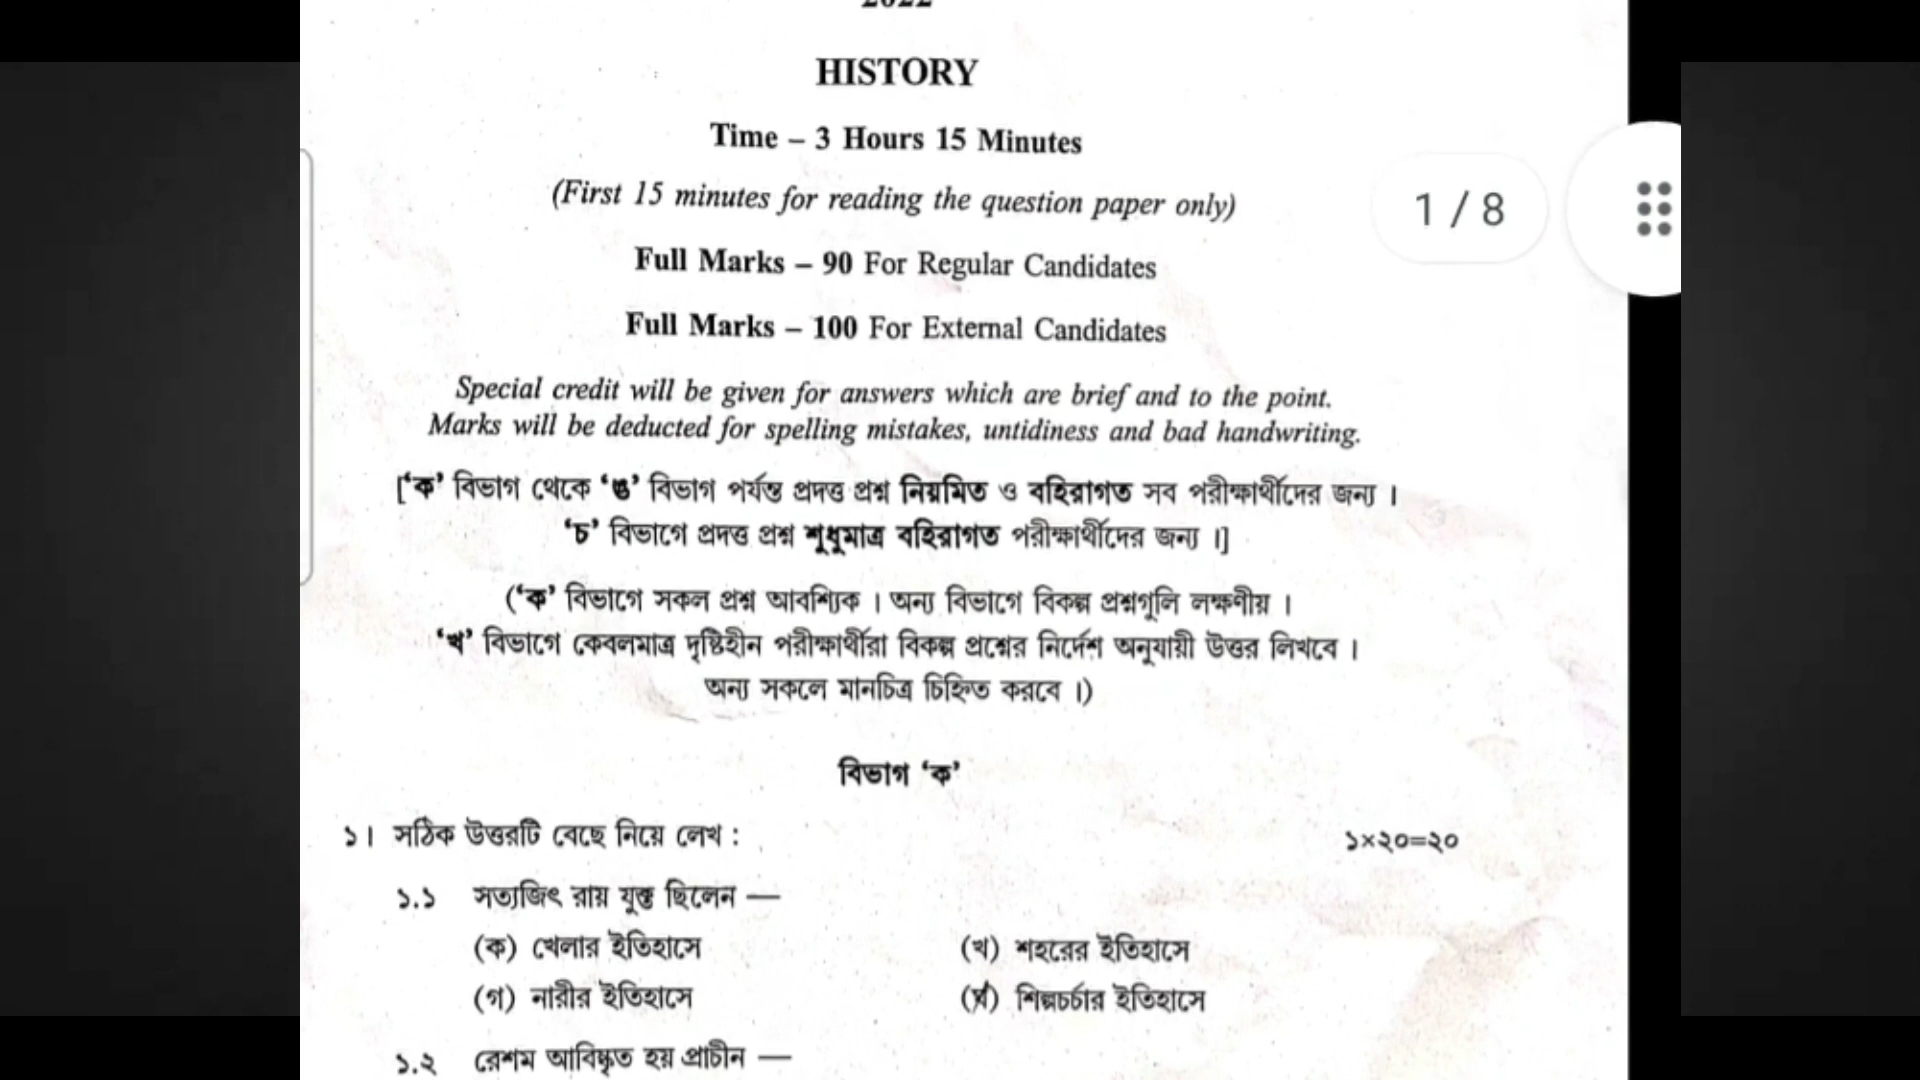 2022
HISTORY
Time – 3 Hours 15 Minutes
(First 15 minutes for reading the question paper only)
1 / 8
Full Marks – 90 For Regular Candidates
Full Marks – 100 For External Candidates
Special credit will be given for answers which are brief and to the point.
Marks will be deducted for spelling mistakes, untidiness and bad handwriting.
[‘ক’ বিভাগ থেকে ‘ঙ’ বিভাগ পর্যন্ত প্রদত্ত প্রশ্ন নিয়মিত ও বহিরাগত সব পরীক্ষার্থীদের জন্য ।
‘চ’ বিভাগে প্রদত্ত প্রশ্ন শুধুমাত্র বহিরাগত পরীক্ষার্থীদের জন্য ।]
(‘ক’ বিভাগে সকল প্রশ্ন আবশ্যিক । অন্য বিভাগে বিকল্প প্রশ্নগুলি লক্ষণীয় ।
‘খ’ বিভাগে কেবলমাত্র দৃষ্টিহীন পরীক্ষার্থীরা বিকল্প প্রশ্নের নির্দেশ অনুযায়ী উত্তর লিখবে ।
অন্য সকলে মানচিত্র চিহ্নিত করবে ।)
বিভাগ ‘ক’
১। সঠিক উত্তরটি বেছে নিয়ে লেখ : ১×২০=২০
১.১ সত্যজিৎ রায় যুক্ত ছিলেন —
(ক) খেলার ইতিহাসে (খ) শহরের ইতিহাসে
(গ) নারীর ইতিহাসে (ঘ) শিল্পচর্চার ইতিহাসে
১.২ রেশম আবিষ্কৃত হয় প্রাচীন —